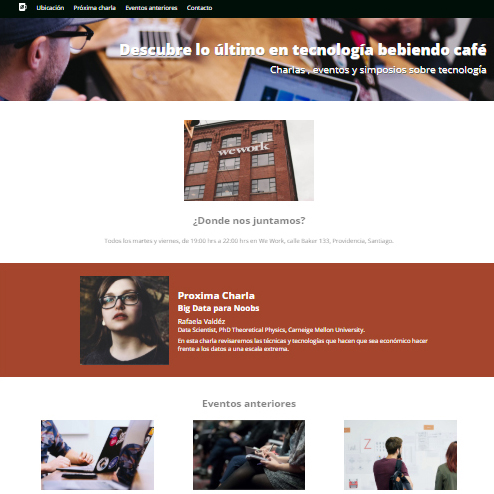 Ubicación Próxima charla Eventos anteriores Contacto
Descubre lo último en tecnología bebiendo café
Charlas , eventos y simposios sobre tecnología
wework
¿Donde nos juntamos?
Todos los martes y viernes, de 19:00 hrs a 22:00 hrs en We Work, calle Baker 133, Providencia, Santiago.
Proxima Charla
Big Data para Noobs
Rafaela Valdéz
Data Scientist, PhD Theoretical Physics, Carneige Mellon University.
En esta charla revisaremos las técnicas y tecnologías que hacen que sea económico hacer
frente a los datos a una escala extrema.
Eventos anteriores